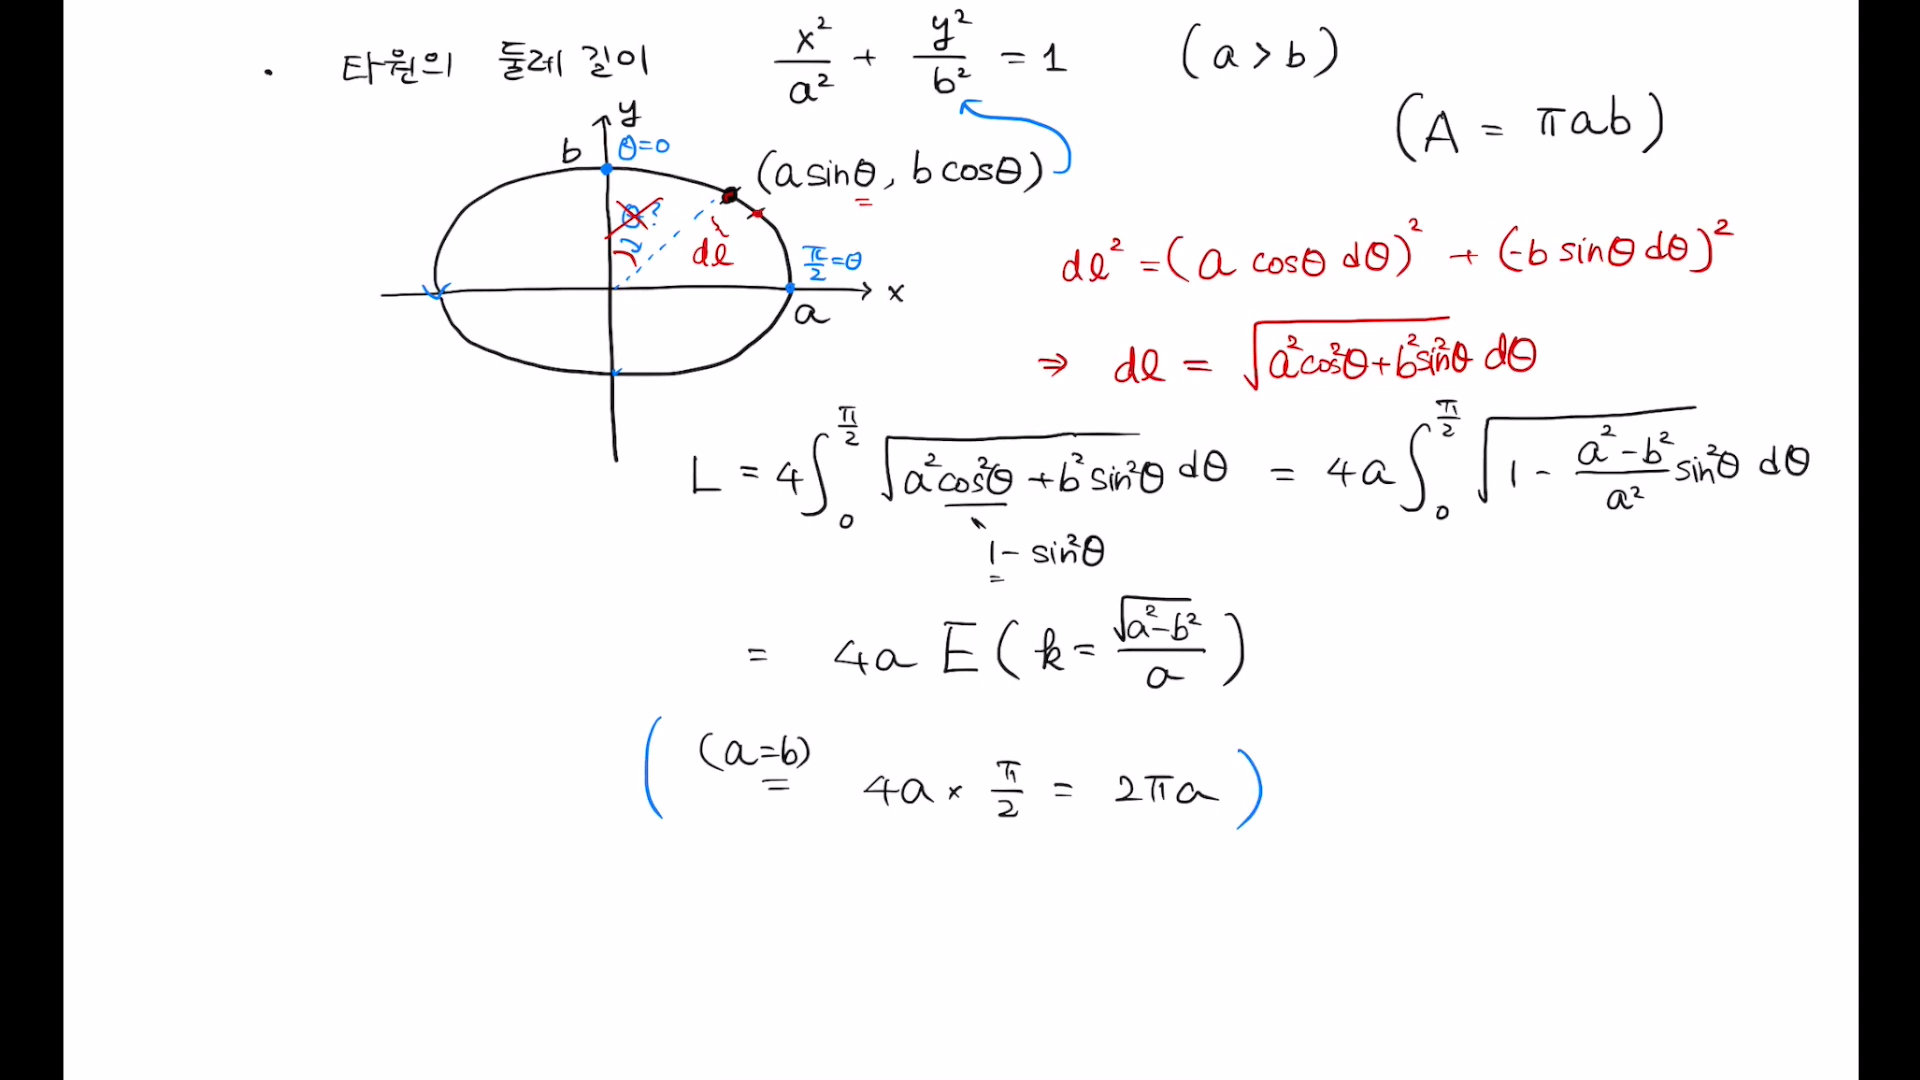 · 타원의 둘레 길이 x²/a² + y²/b² = 1 (a > b)
(A = πab)
y
b θ=0
(a sinθ, b cosθ)
θ?
dl
π/2=θ
x
a
dl² = (a cosθ dθ)² + (-b sinθ dθ)²
⇒ dl = √(a²cos²θ+b²sin²θ) dθ
L = 4∫₀^(π/2) √(a²cos²θ + b²sin²θ) dθ = 4a∫₀^(π/2) √(1 - (a²-b²)/a² sin²θ) dθ
1 - sin²θ
= 4a E(k = √(a²-b²)/a)
((a=b) 4a × π/2 = 2πa)